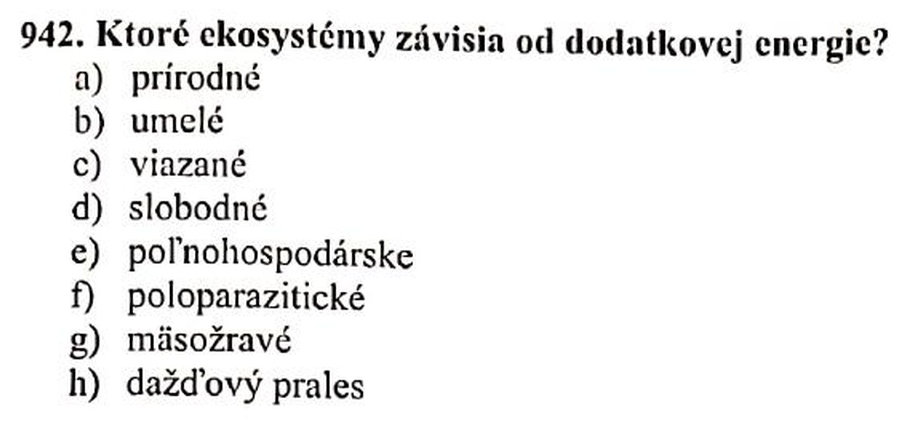 942. Ktoré ekosystémy závisia od dodatkovej energie?
a) prírodné
b) umelé
c) viazané
d) slobodné
e) poľnohospodárske
f) poloparazitické
g) mäsožravé
h) dažďový prales